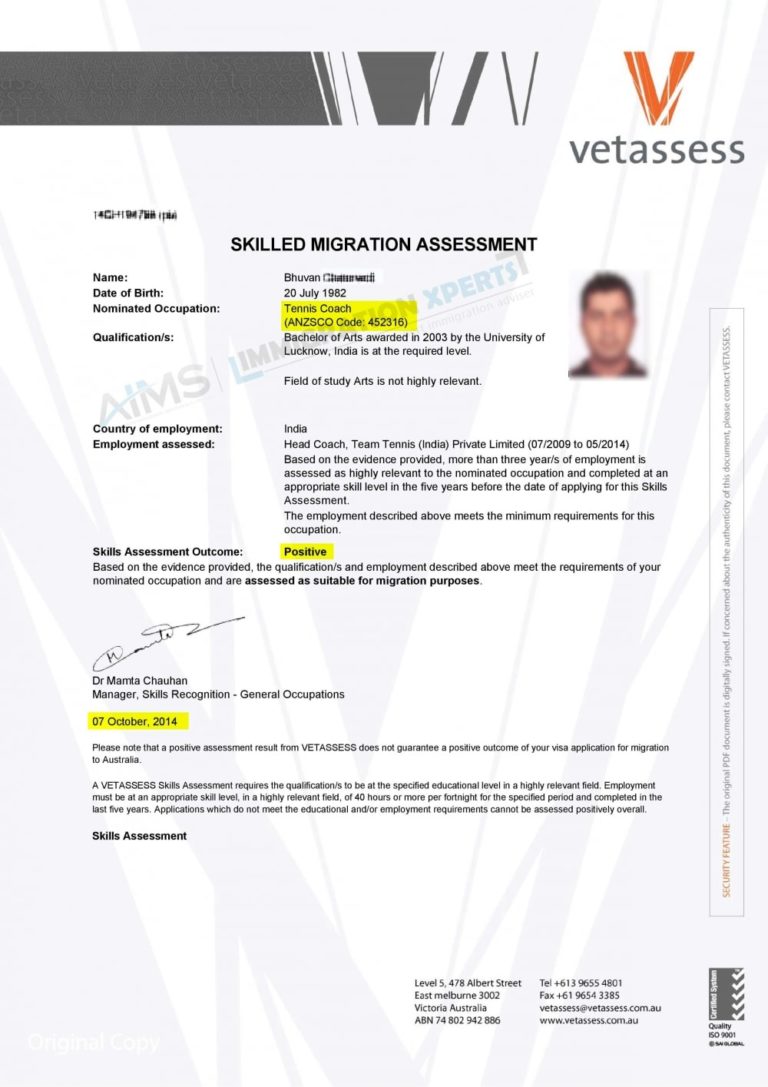 vetassess
SKILLED MIGRATION ASSESSMENT
Name: Bhuvan
Date of Birth: 20 July 1982
Nominated Occupation: Tennis Coach
(ANZSCO Code: 452316)
Qualification/s: Bachelor of Arts awarded in 2003 by the University of
Lucknow, India is at the required level.
Field of study Arts is not highly relevant.
AIMS IMMIGRATION XPERTS
immigration adviser
Country of employment: India
Employment assessed: Head Coach, Team Tennis (India) Private Limited (07/2009 to 05/2014)
Based on the evidence provided, more than three year/s of employment is
assessed as highly relevant to the nominated occupation and completed at an
appropriate skill level in the five years before the date of applying for this Skills
Assessment.
The employment described above meets the minimum requirements for this
occupation.
Skills Assessment Outcome: Positive
Based on the evidence provided, the qualification/s and employment described above meet the requirements of your
nominated occupation and are assessed as suitable for migration purposes.
Dr Mamta Chauhan
Manager, Skills Recognition - General Occupations
07 October, 2014
Please note that a positive assessment result from VETASSESS does not guarantee a positive outcome of your visa application for migration
to Australia.
A VETASSESS Skills Assessment requires the qualification/s to be at the specified educational level in a highly relevant field. Employment
must be at an appropriate skill level, in a highly relevant field, of 40 hours or more per fortnight for the specified period and completed in the
last five years. Applications which do not meet the educational and/or employment requirements cannot be assessed positively overall.
Skills Assessment
SECURITY FEATURE - The original PDF document is digitally signed. If concerned about the authenticity of this document, please contact VETASSESS.
Level 5, 478 Albert Street
East melburne 3002
Victoria Australia
ABN 74 802 942 886
Tel +613 9655 4801
Fax +61 9654 3385
vetassess@vetassess.com.au
www.vetassess.com.au
Certified System
Quality
ISO 9001
SAI GLOBAL
Original Copy